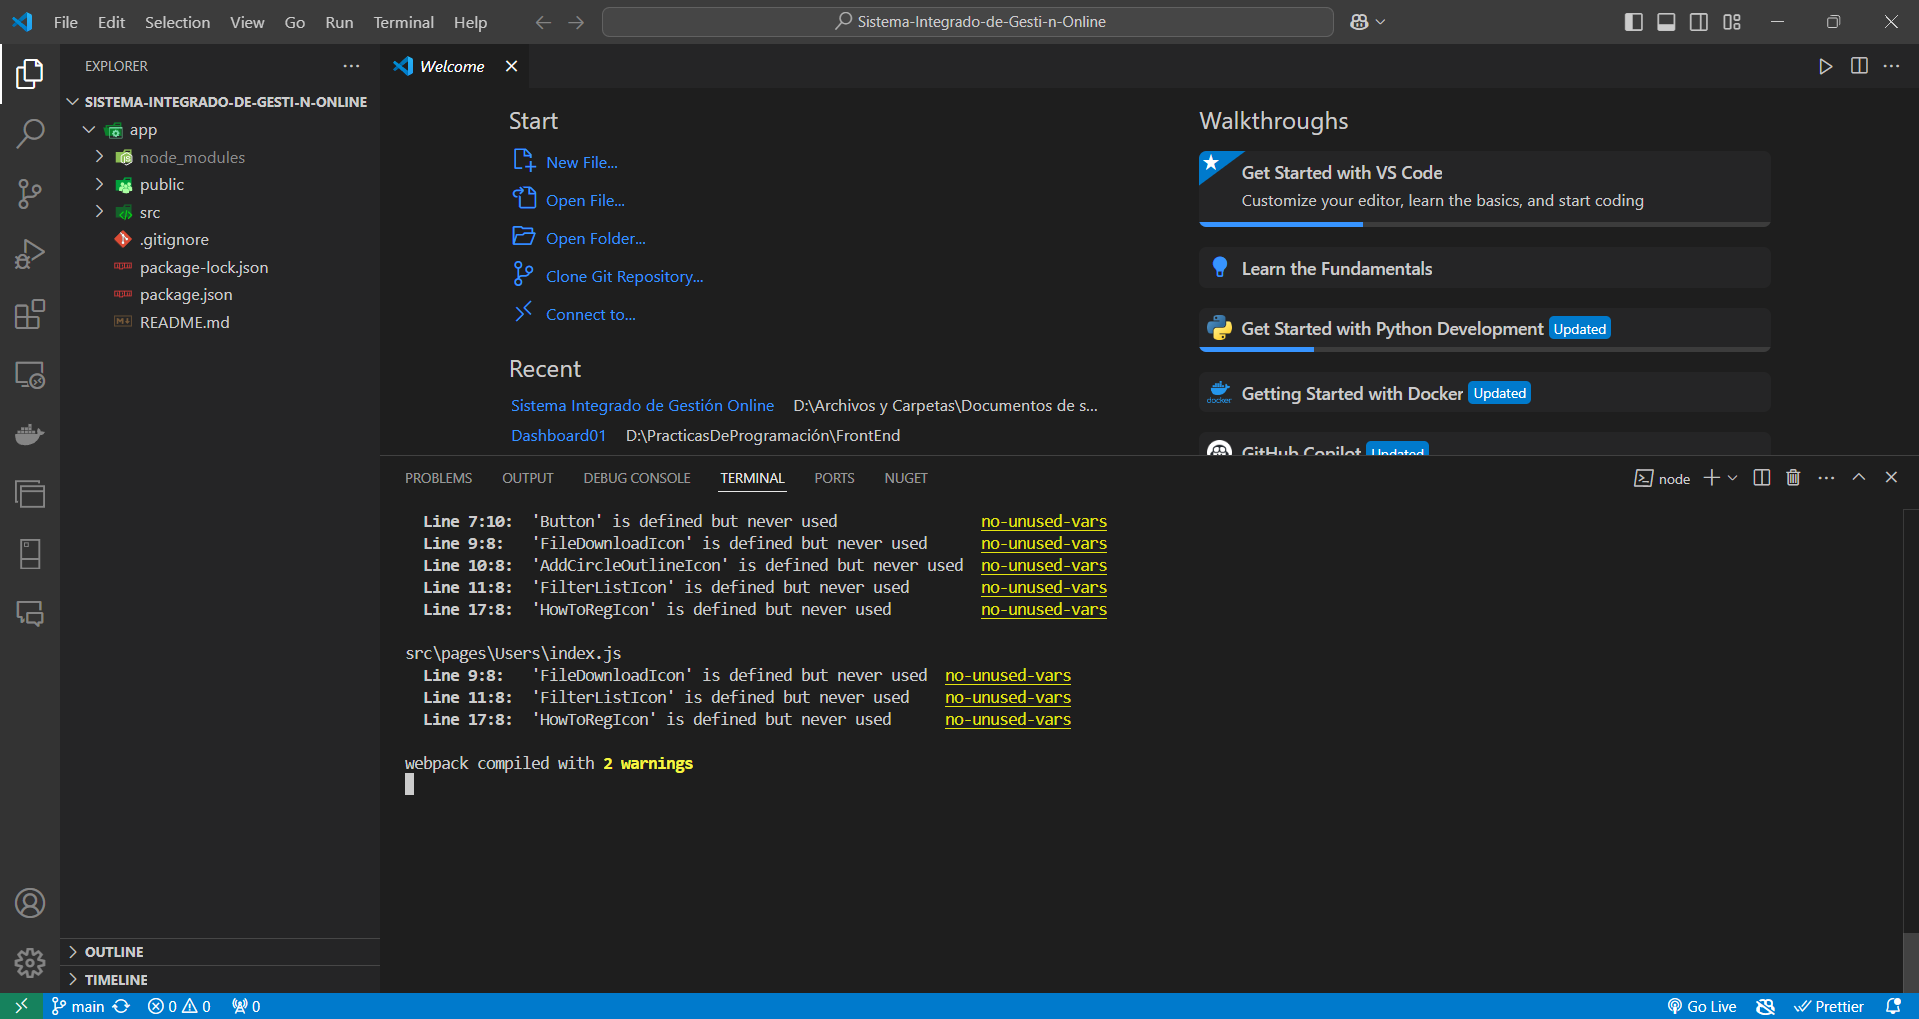 File Edit Selection View Go Run Terminal Help
Sistema-Integrado-de-Gesti-n-Online
EXPLORER
SISTEMA-INTEGRADO-DE-GESTI-N-ONLINE
app
node_modules
public
src
.gitignore
package-lock.json
package.json
README.md
OUTLINE
TIMELINE
Welcome
Start
New File...
Open File...
Open Folder...
Clone Git Repository...
Connect to...
Recent
Sistema Integrado de Gestión Online D:\Archivos y Carpetas\Documentos de s...
Dashboard01 D:\PracticasDeProgramación\FrontEnd
Walkthroughs
Get Started with VS Code
Customize your editor, learn the basics, and start coding
Learn the Fundamentals
Get Started with Python Development Updated
docker Getting Started with Docker Updated
GitHub Copilot Updated
PROBLEMS OUTPUT DEBUG CONSOLE TERMINAL PORTS NUGET
node
Line 7:10: 'Button' is defined but never used no-unused-vars
Line 9:8: 'FileDownloadIcon' is defined but never used no-unused-vars
Line 10:8: 'AddCircleOutlineIcon' is defined but never used no-unused-vars
Line 11:8: 'FilterListIcon' is defined but never used no-unused-vars
Line 17:8: 'HowToRegIcon' is defined but never used no-unused-vars
src\pages\Users\index.js
Line 9:8: 'FileDownloadIcon' is defined but never used no-unused-vars
Line 11:8: 'FilterListIcon' is defined but never used no-unused-vars
Line 17:8: 'HowToRegIcon' is defined but never used no-unused-vars
webpack compiled with 2 warnings
main 0 0 0
Go Live Prettier